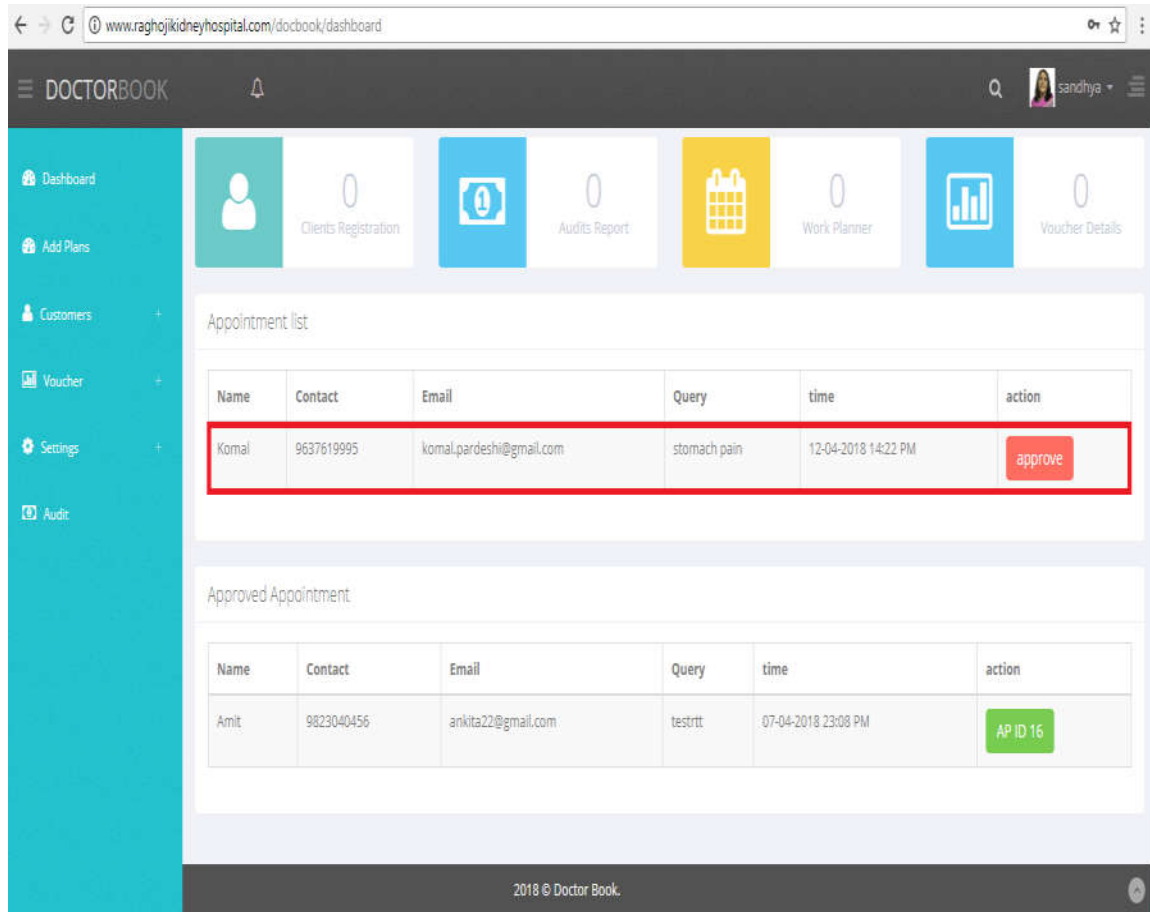 www.raghojikidneyhospital.com/docbook/dashboard
DOCTORBOOK
sandhya
Dashboard
Add Plans
Customers +
Voucher +
Settings +
Audit
0
Clients Registration
1
0
Audits Report
0
Work Planner
0
Voucher Details
Appointment list
Name Contact Email Query time action
Komal 9637619995 komal.pardeshi@gmail.com stomach pain 12-04-2018 14:22 PM approve
Approved Appointment
Name Contact Email Query time action
Amit 9823040456 ankita22@gmail.com testrtt 07-04-2018 23:08 PM AP ID 16
2018 © Doctor Book.